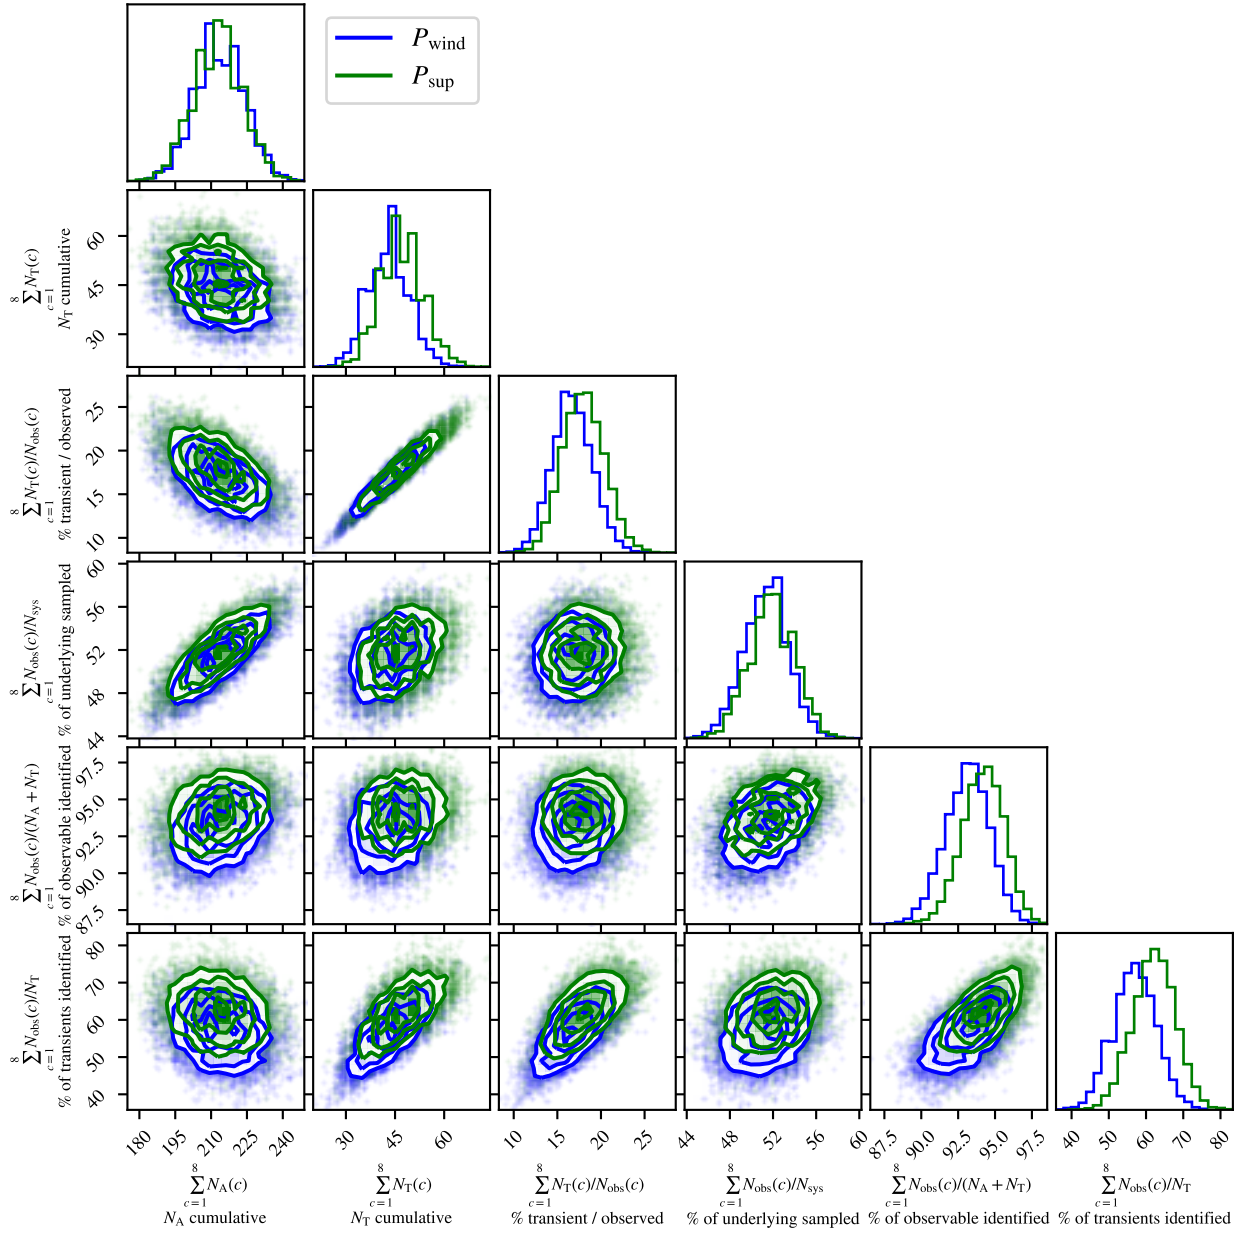 P_wind
P_sup
8
∑ N_T(c)
c=1
N_T cumulative
60
45
30
8
∑ N_T(c)/N_obs(c)
c=1
% transient / observed
25
20
15
10
8
∑ N_obs(c)/N_sys
c=1
% of underlying sampled
60
56
52
48
44
8
∑ N_obs(c)/(N_A + N_T)
c=1
% of observable identified
97.5
95.0
92.5
90.0
87.5
8
∑ N_obs(c)/N_T
c=1
% of transients identified
80
70
60
50
40
180 195 210 225 240
30 45 60
10 15 20 25
44 48 52 56 60
87.5 90.0 92.5 95.0 97.5
40 50 60 70 80
8
∑ N_A(c)
c=1
N_A cumulative
8
∑ N_T(c)
c=1
N_T cumulative
8
∑ N_T(c)/N_obs(c)
c=1
% transient / observed
8
∑ N_obs(c)/N_sys
c=1
% of underlying sampled
8
∑ N_obs(c)/(N_A + N_T)
c=1
% of observable identified
8
∑ N_obs(c)/N_T
c=1
% of transients identified